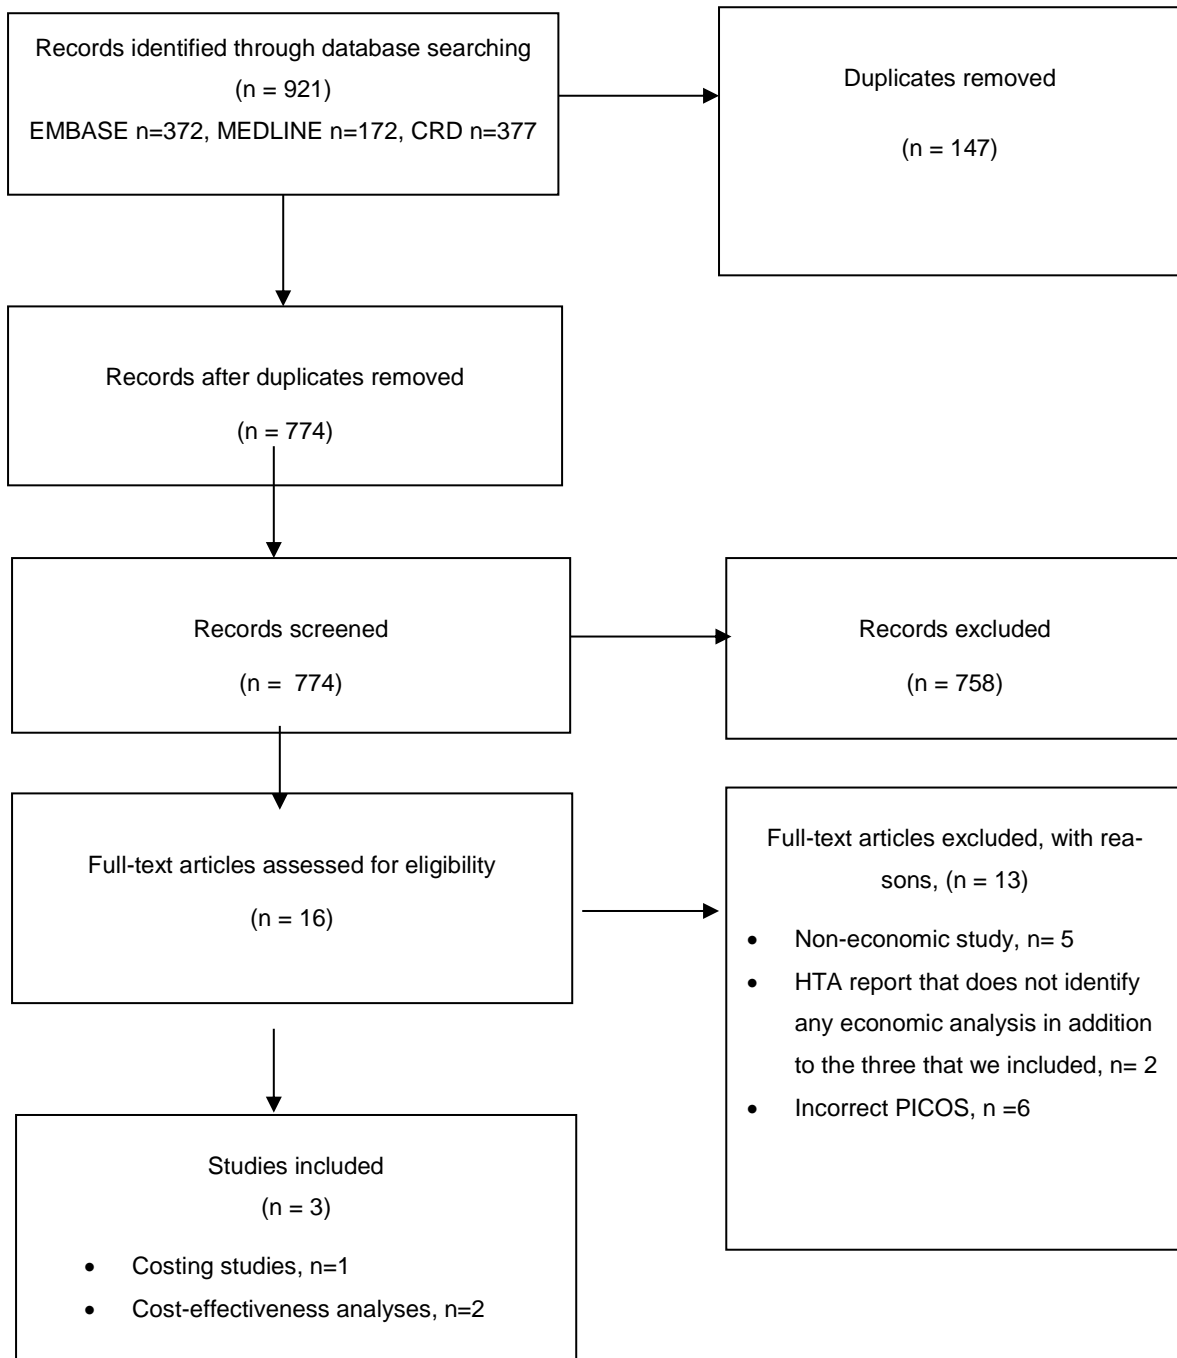 Records identified through database searching
(n = 921)
EMBASE n=372, MEDLINE n=172, CRD n=377
Duplicates removed
(n = 147)
Records after duplicates removed
(n = 774)
Records screened
(n = 774)
Records excluded
(n = 758)
Full-text articles assessed for eligibility
(n = 16)
Full-text articles excluded, with rea-
sons, (n = 13)
• Non-economic study, n= 5
• HTA report that does not identify
any economic analysis in addition
to the three that we included, n= 2
• Incorrect PICOS, n =6
Studies included
(n = 3)
• Costing studies, n=1
• Cost-effectiveness analyses, n=2